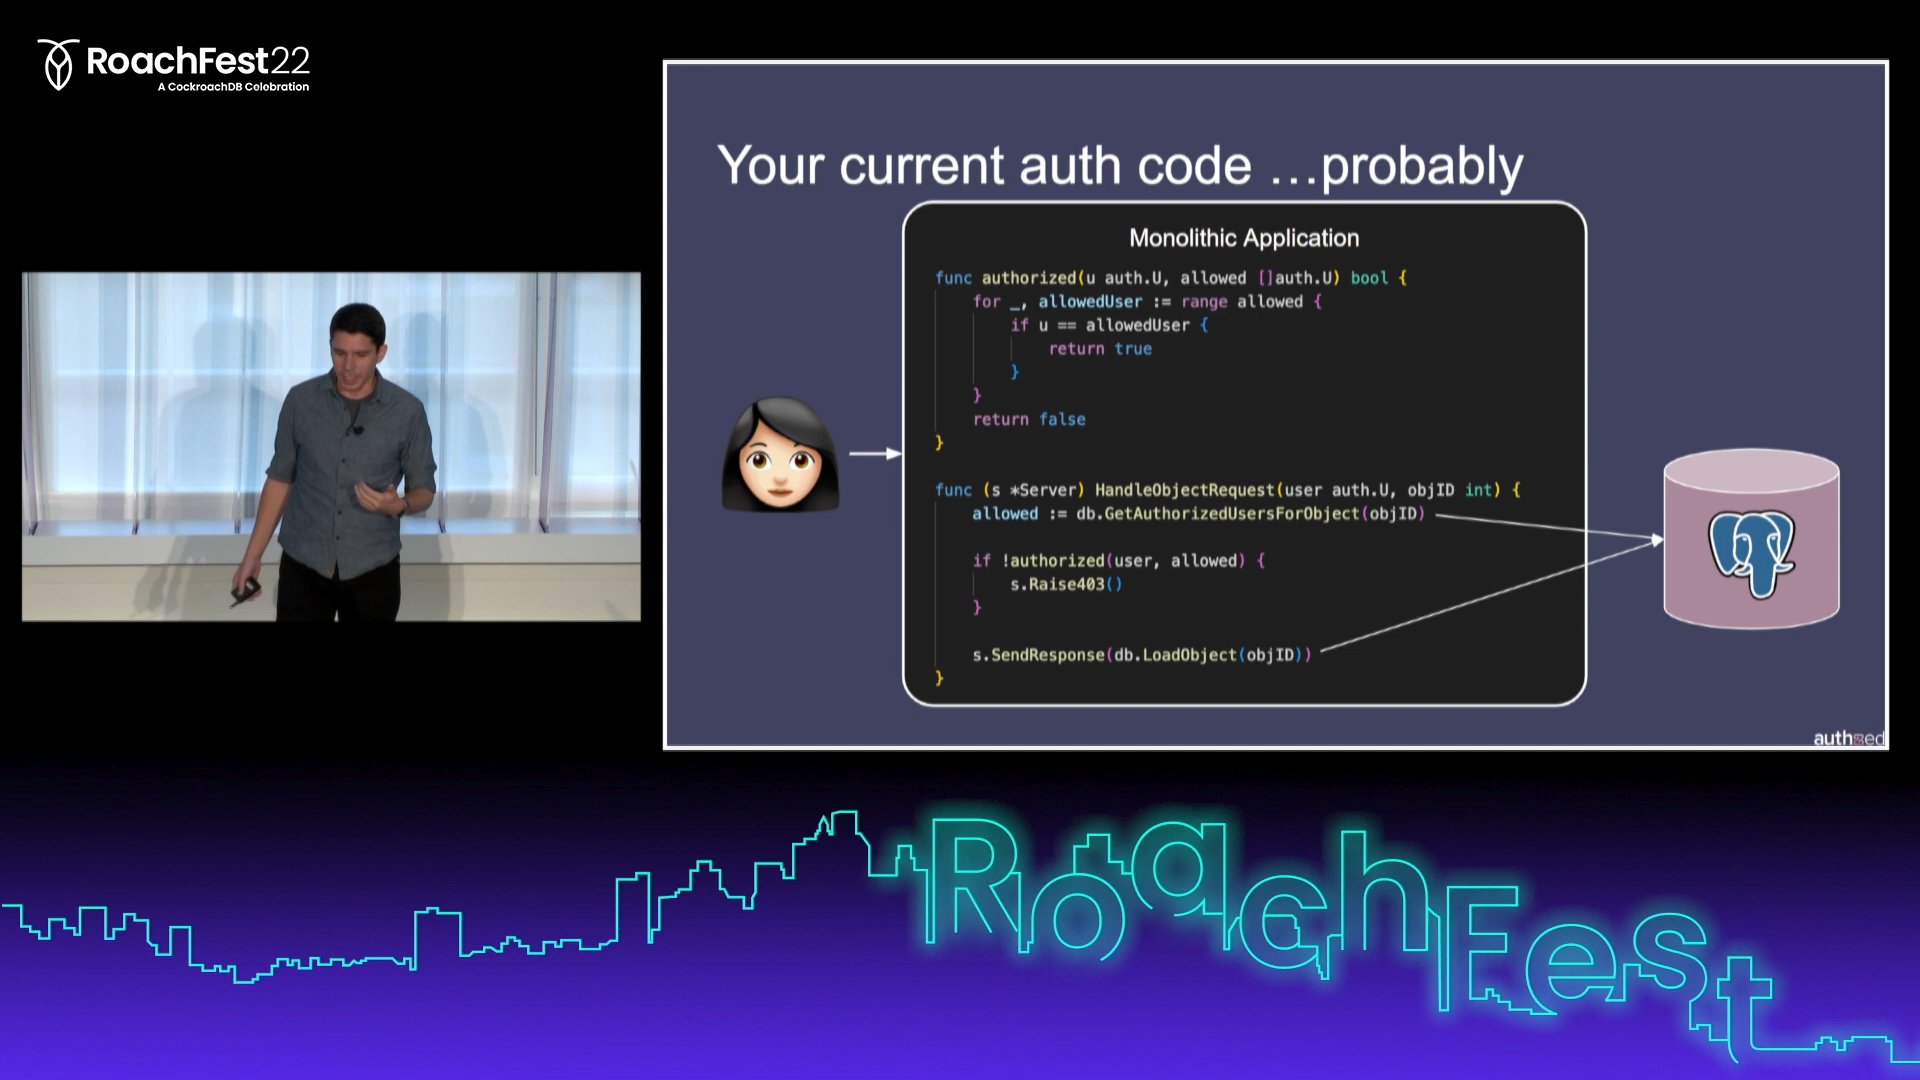 RoachFest22
A CockroachDB Celebration
Your current auth code ...probably
Monolithic Application
func authorized(u auth.U, allowed []auth.U) bool {
for _, allowedUser := range allowed {
if u == allowedUser {
return true
}
}
return false
}
func (s *Server) HandleObjectRequest(user auth.U, objID int) {
allowed := db.GetAuthorizedUsersForObject(objID)
if !authorized(user, allowed) {
s.Raise403()
}
s.SendResponse(db.LoadObject(objID))
}
authzed
RoachFest